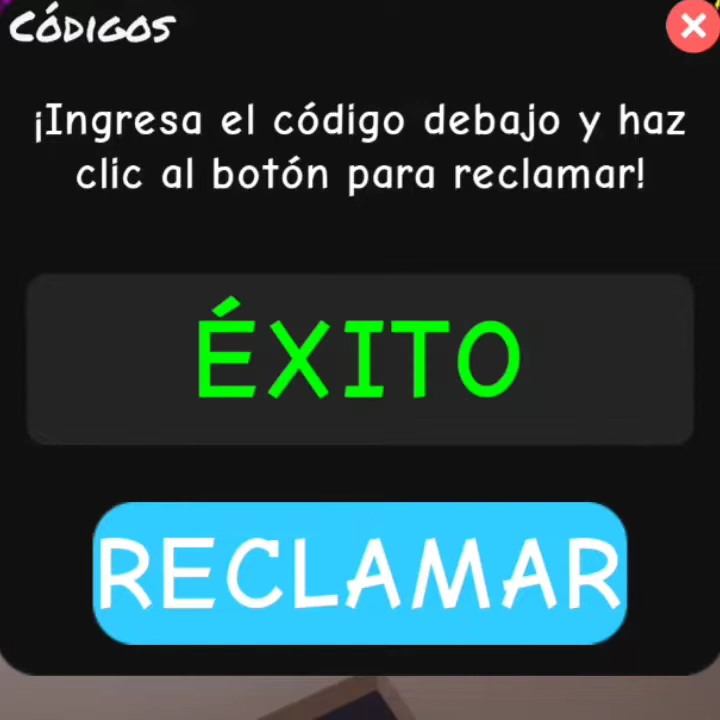 CÓDIGOS
¡Ingresa el código debajo y haz
clic al botón para reclamar!
ÉXITO
RECLAMAR